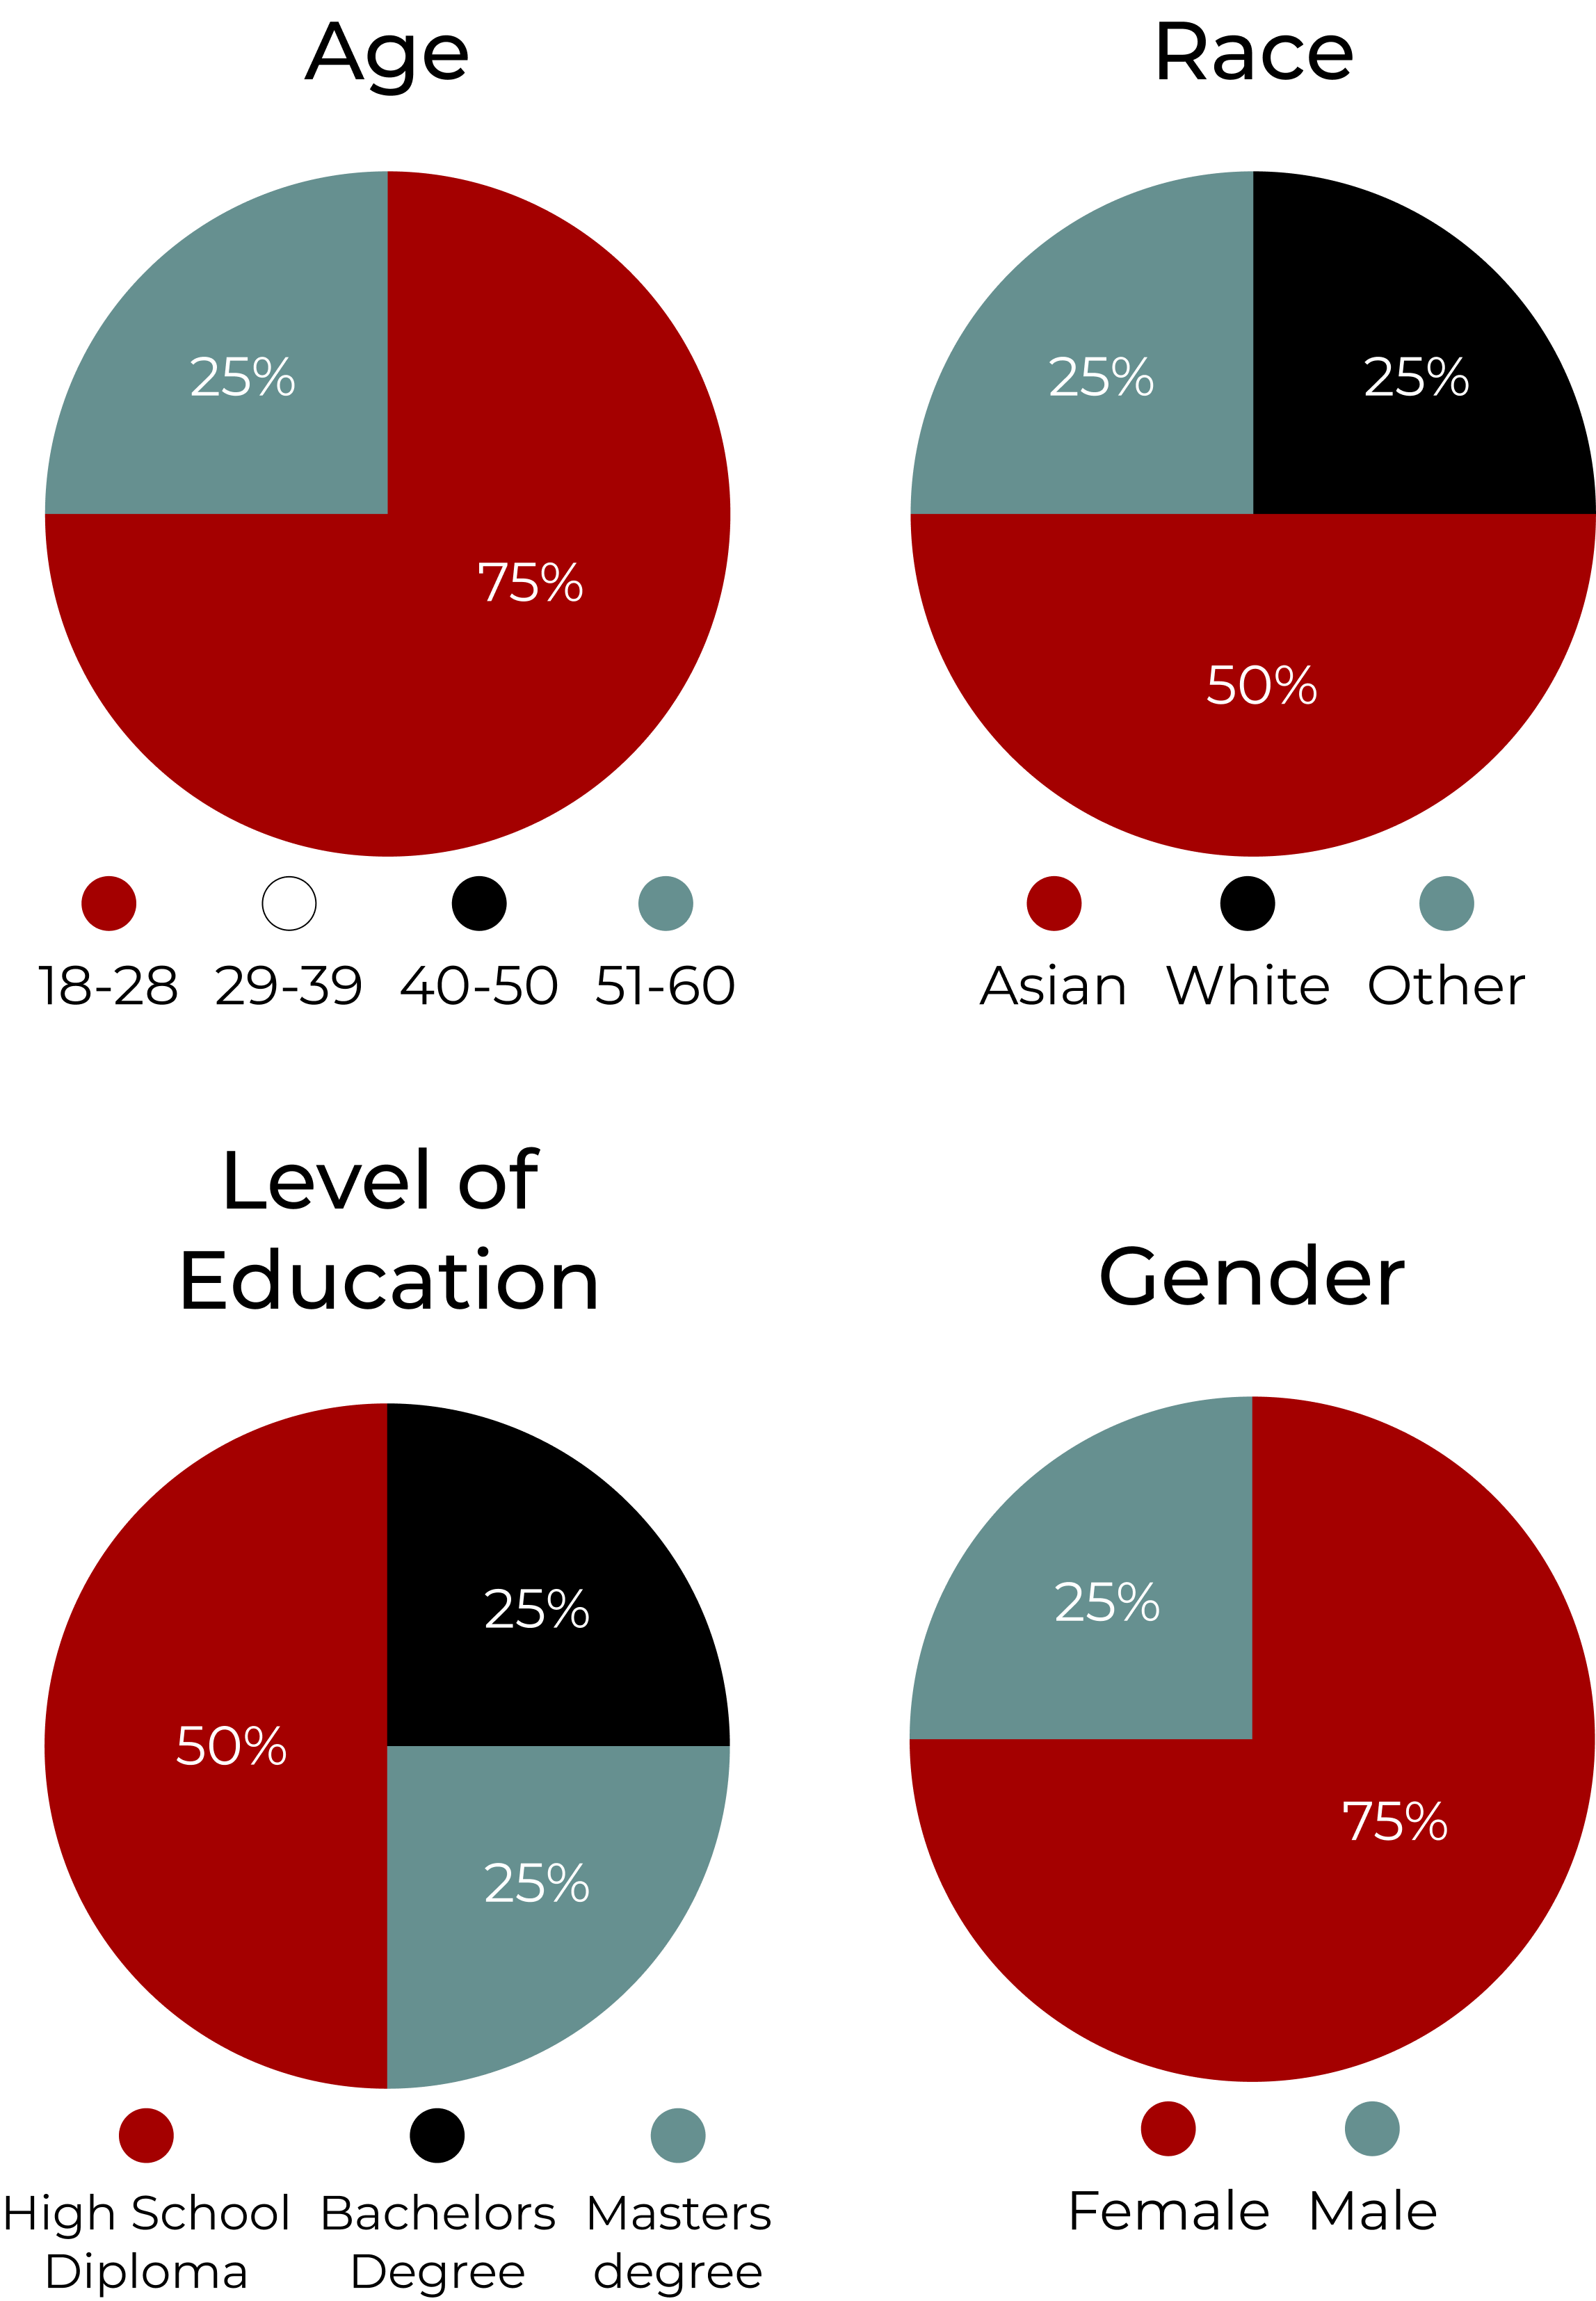 Age
Race
25%
75%
25%
25%
50%
18-28 29-39 40-50 51-60
Asian White Other
Level of
Education
Gender
25%
50%
25%
25%
75%
High School Bachelors Masters
Diploma Degree degree
Female Male